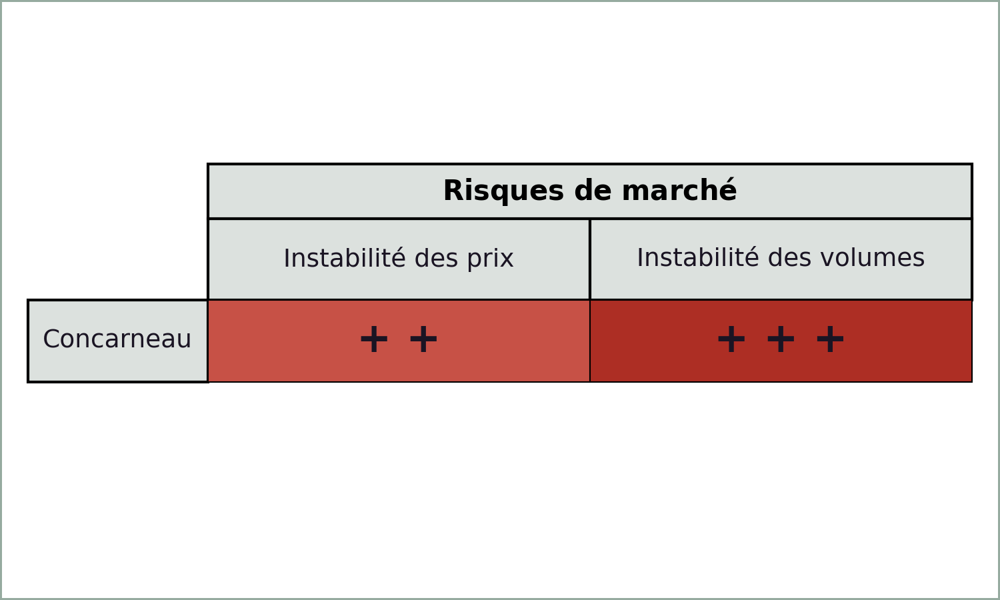 Risques de marché
Instabilité des prix
Instabilité des volumes
Concarneau
+ +
+ + +